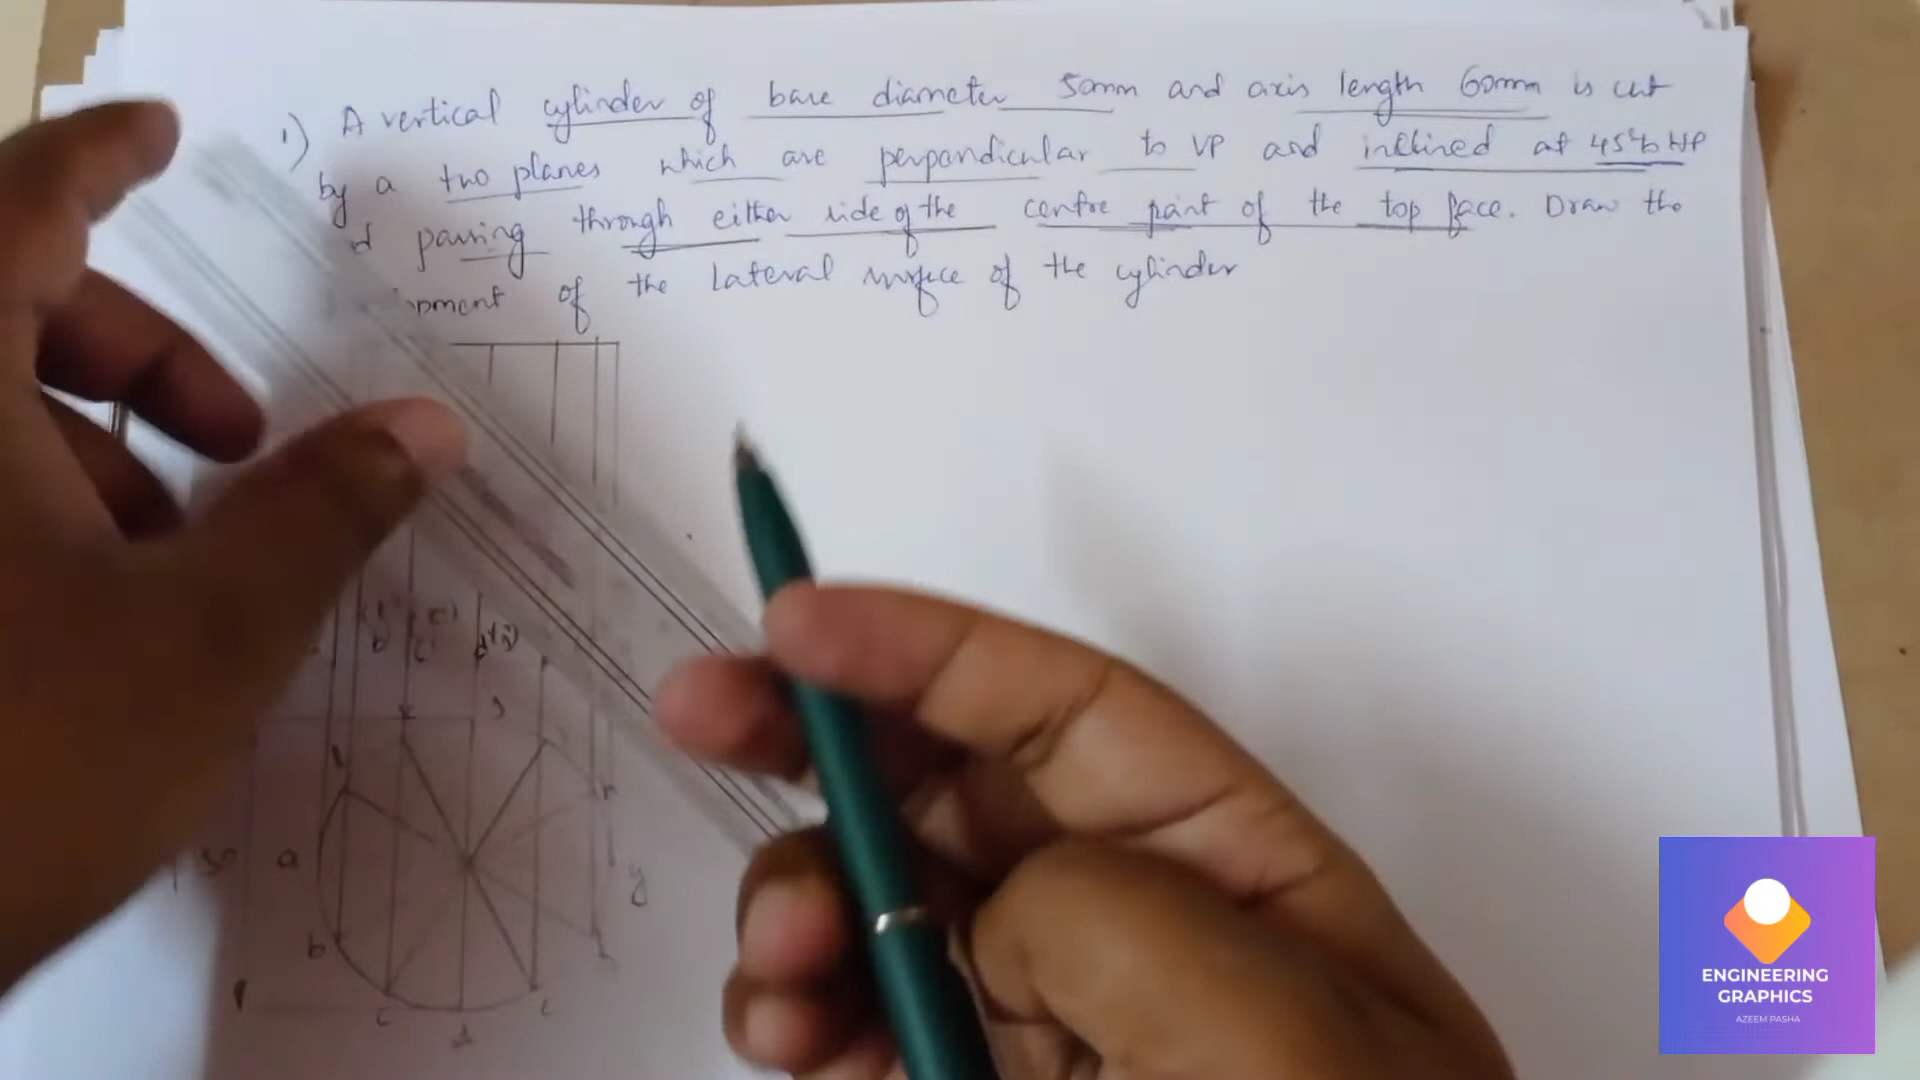 1) A vertical cylinder of base diameter 50mm and axis length 60mm is cut
by a two planes which are perpendicular to VP and inclined at 45° to HP
d passing through either side of the centre point of the top face. Draw the
pment of the lateral surface of the cylinder
b' c'
d'
a
50
y
b
c d
ENGINEERING
GRAPHICS
AZEEM PASHA